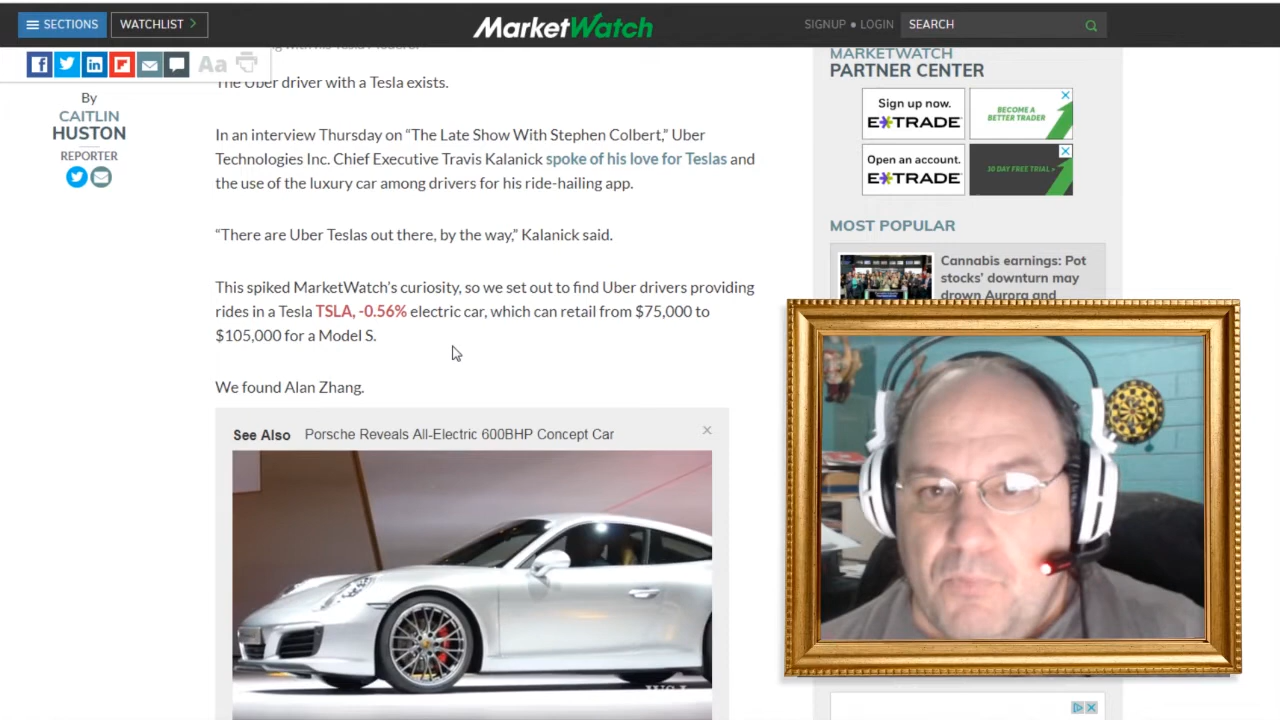 SECTIONS
WATCHLIST
MarketWatch
SIGNUP • LOGIN
SEARCH
Aa
The Uber driver with a Tesla exists.
By
CAITLIN
HUSTON
REPORTER
In an interview Thursday on “The Late Show With Stephen Colbert,” Uber
Technologies Inc. Chief Executive Travis Kalanick spoke of his love for Teslas and
the use of the luxury car among drivers for his ride-hailing app.
“There are Uber Teslas out there, by the way,” Kalanick said.
This spiked MarketWatch’s curiosity, so we set out to find Uber drivers providing
rides in a Tesla TSLA, -0.56% electric car, which can retail from $75,000 to
$105,000 for a Model S.
We found Alan Zhang.
See Also Porsche Reveals All-Electric 600BHP Concept Car
MARKETWATCH
PARTNER CENTER
Sign up now.
E*TRADE
BECOME A
BETTER TRADER
Open an account.
E*TRADE
30 DAY FREE TRIAL
MOST POPULAR
Cannabis earnings: Pot
stocks’ downturn may
drown Aurora and